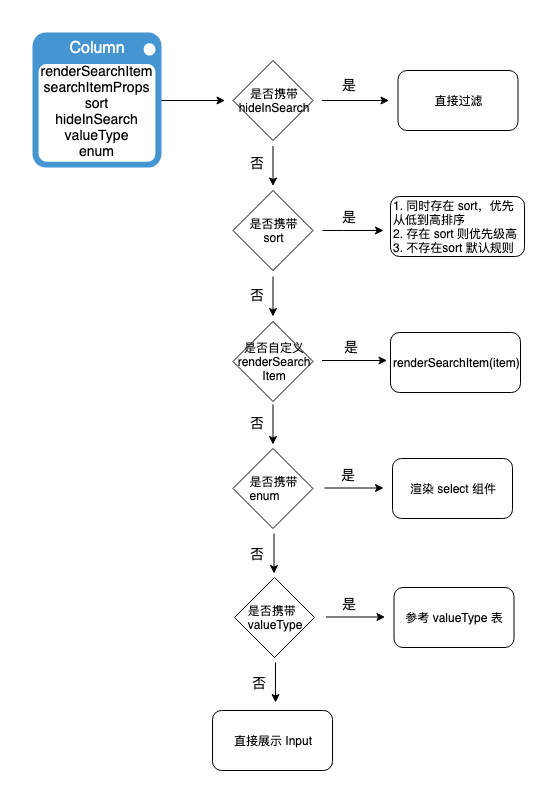 Column
renderSearchItem
searchItemProps
sort
hideInSearch
valueType
enum
是否携带
hideInSearch
是
直接过滤
否
是否携带
sort
是
1. 同时存在 sort，优先
从低到高排序
2. 存在 sort 则优先级高
3. 不存在sort 默认规则
否
是否自定义
renderSearch
Item
是
renderSearchItem(item)
否
是否携带
enum
是
渲染 select 组件
否
是否携带
valueType
是
参考 valueType 表
否
直接展示 Input